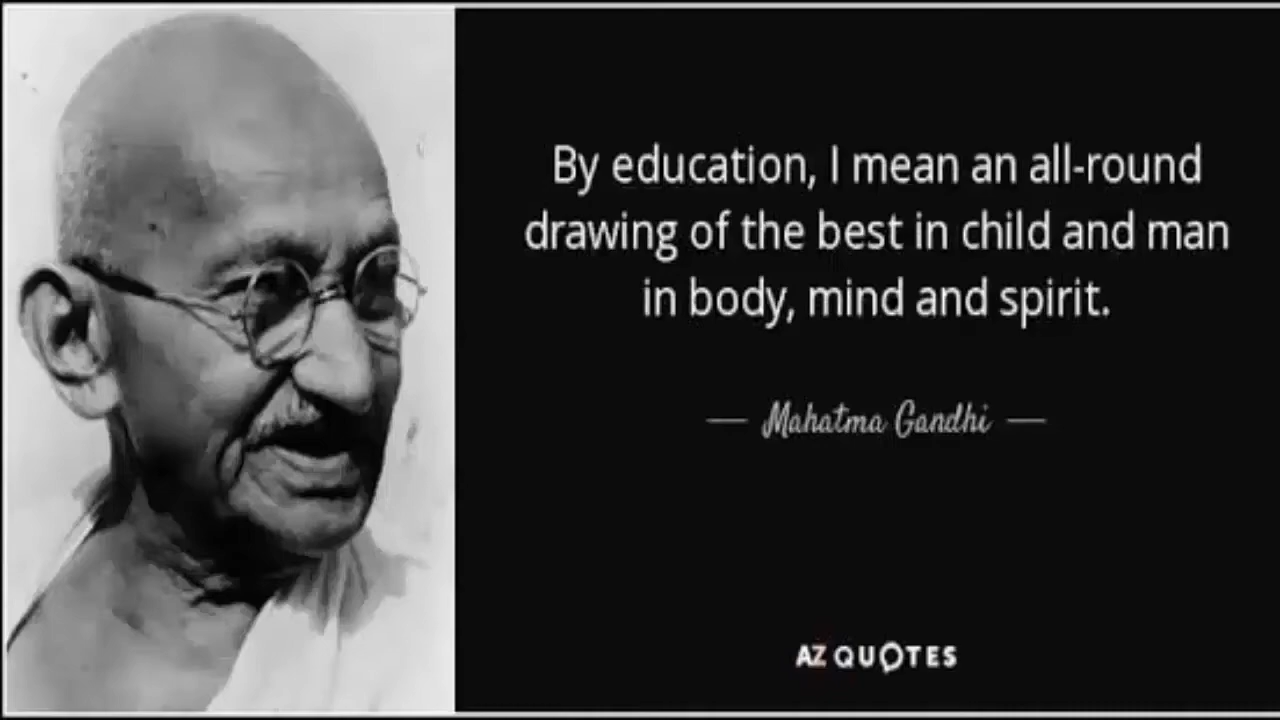 By education, I mean an all-round
drawing of the best in child and man
in body, mind and spirit.
— Mahatma Gandhi —
AZ QUOTES